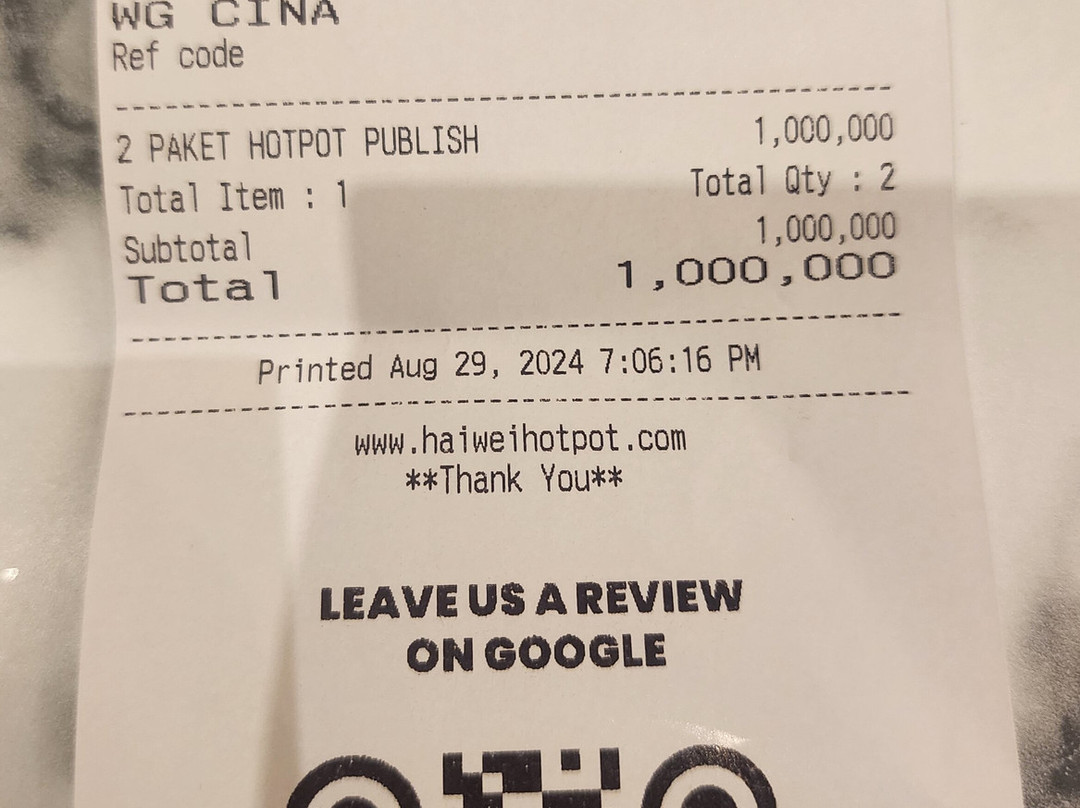 WG CINA
Ref code
2 PAKET HOTPOT PUBLISH 1,000,000
Total Item : 1 Total Qty : 2
Subtotal 1,000,000
Total 1,000,000
Printed Aug 29, 2024 7:06:16 PM
www.haiweihotpot.com
**Thank You**
LEAVE US A REVIEW
ON GOOGLE